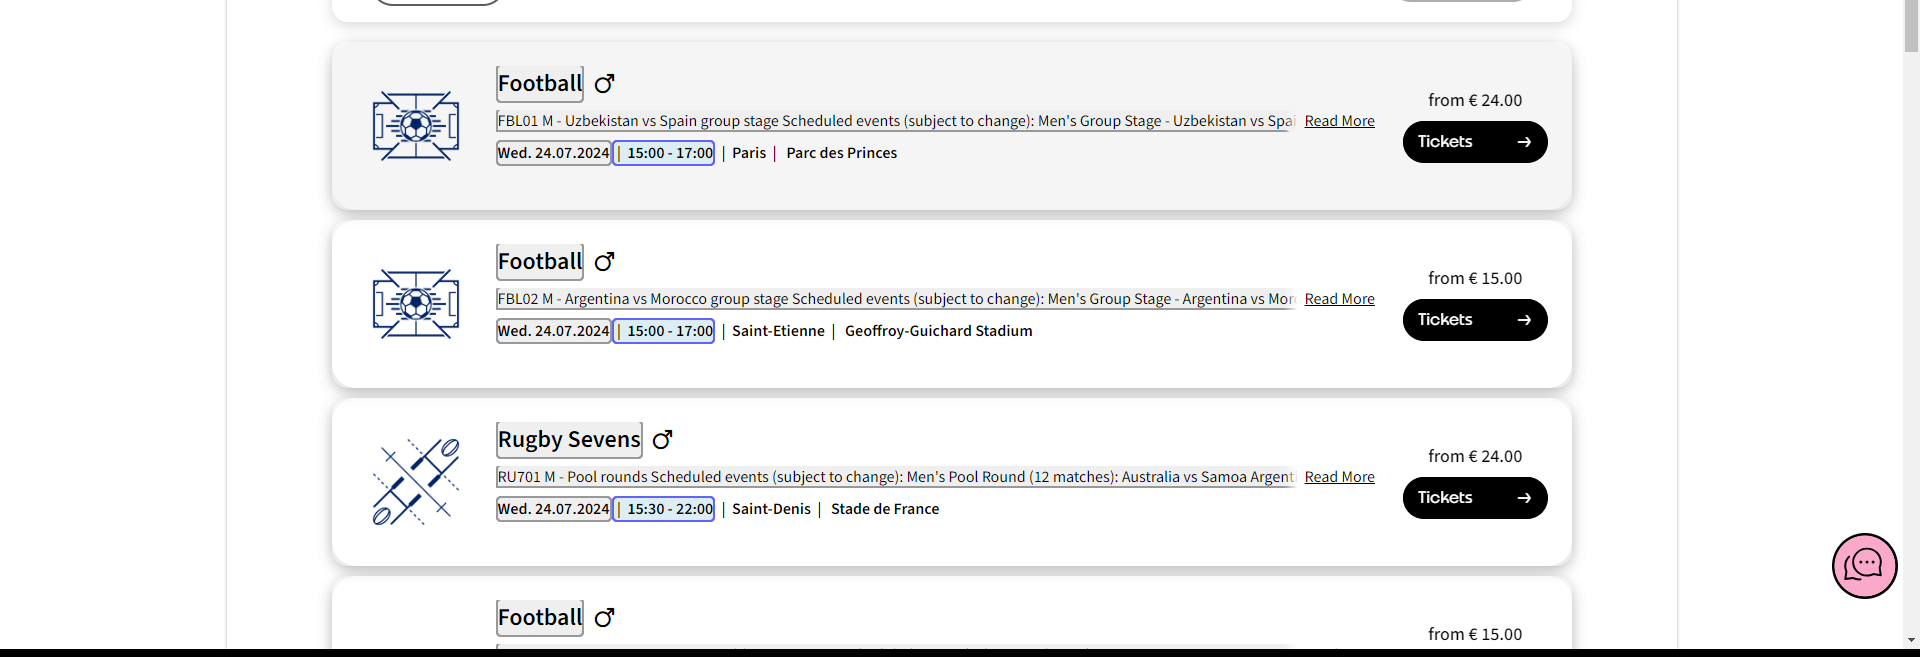 Football
FBL01 M - Uzbekistan vs Spain group stage Scheduled events (subject to change): Men's Group Stage - Uzbekistan vs Spai Read More
Wed. 24.07.2024 | 15:00 - 17:00 | Paris | Parc des Princes
from € 24.00
Tickets
Football
FBL02 M - Argentina vs Morocco group stage Scheduled events (subject to change): Men's Group Stage - Argentina vs Mor Read More
Wed. 24.07.2024 | 15:00 - 17:00 | Saint-Etienne | Geoffroy-Guichard Stadium
from € 15.00
Tickets
Rugby Sevens
RU701 M - Pool rounds Scheduled events (subject to change): Men's Pool Round (12 matches): Australia vs Samoa Argent Read More
Wed. 24.07.2024 | 15:30 - 22:00 | Saint-Denis | Stade de France
from € 24.00
Tickets
Football
from € 15.00